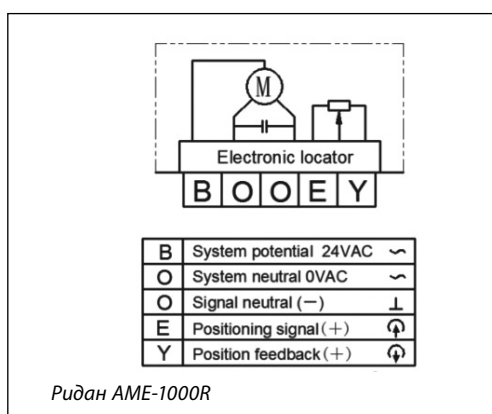 M
Electronic locator
B O O E Y
B System potential 24VAC ~
O System neutral 0VAC ~
O Signal neutral (—) ⊥
E Positioning signal (+)
Y Position feedback (+)
Ридан AME-1000R